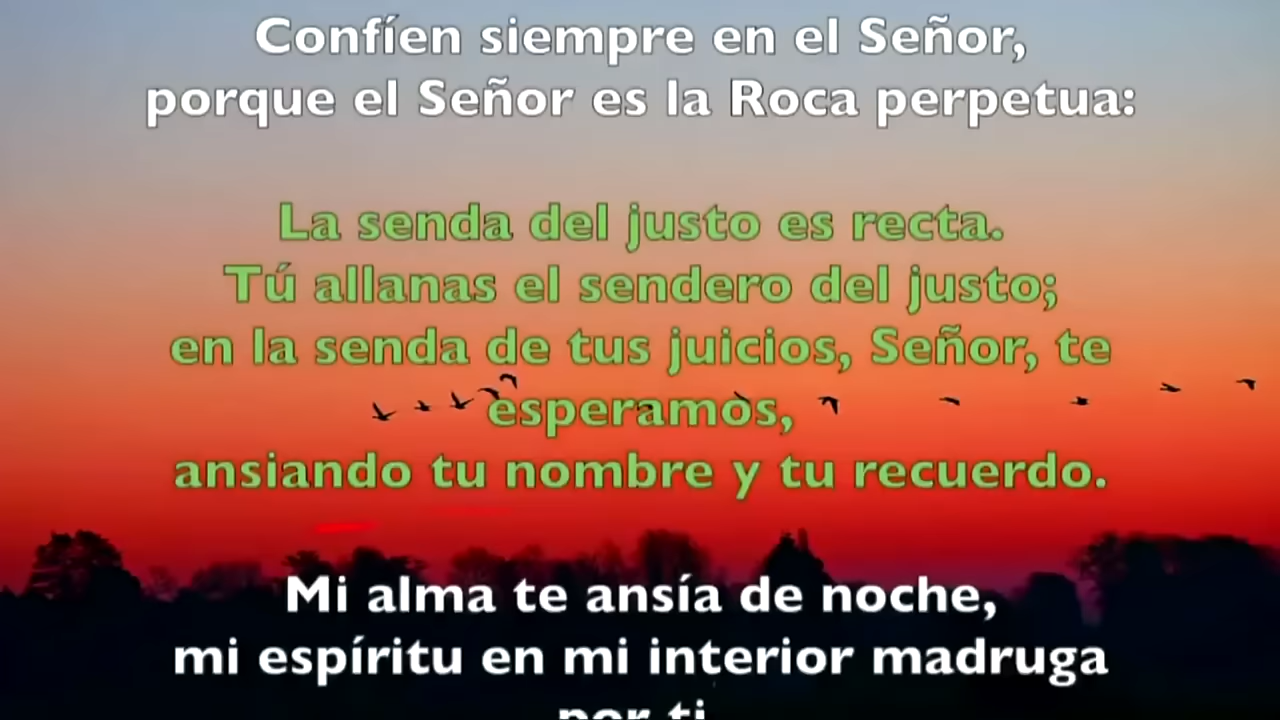 Confíen siempre en el Señor,
porque el Señor es la Roca perpetua:
La senda del justo es recta.
Tú allanas el sendero del justo;
en la senda de tus juicios, Señor, te
esperamos,
ansiando tu nombre y tu recuerdo.
Mi alma te ansía de noche,
mi espíritu en mi interior madruga
por ti